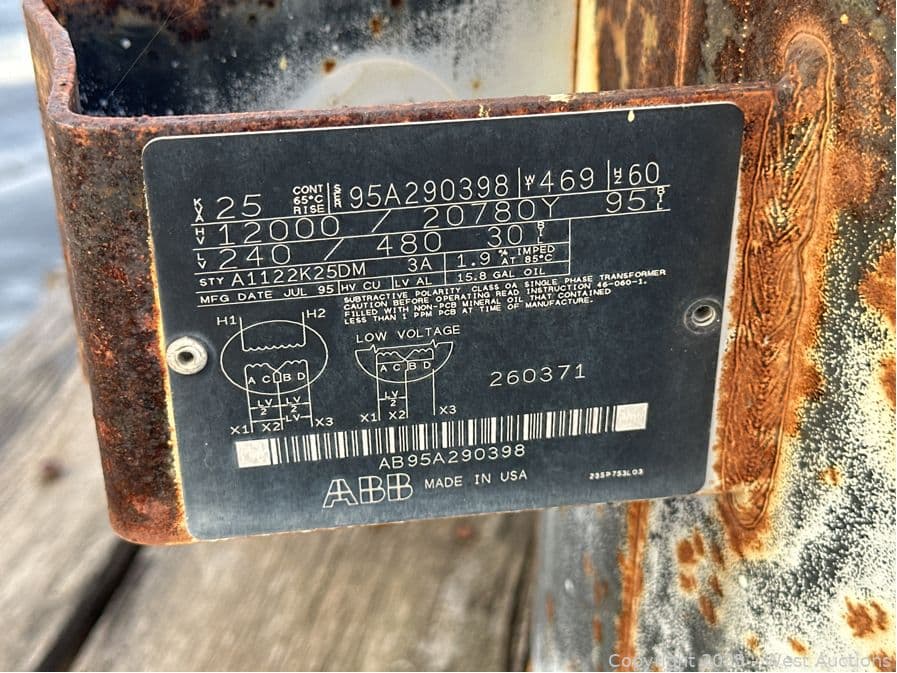 KVA 25 CONT 65°C RISE SER 95A290398 WT 469 HZ 60
HV 12000 / 20780Y 95 BIL
LV 240 / 480 30 BIL
STY A1122K25DM 3A 1.9 % IMPED AT 85°C
MFG DATE JUL 95 HV CU LV AL 15.8 GAL OIL
SUBTRACTIVE POLARITY CLASS OA SINGLE PHASE TRANSFORMER
CAUTION BEFORE OPERATING READ INSTRUCTION 46-060-1.
FILLED WITH NON-PCB MINERAL OIL THAT CONTAINED
LESS THAN 1 PPM PCB AT TIME OF MANUFACTURE.
H1 H2
LOW VOLTAGE
A C B D
A C B D
LV/2 LV/2
LV
LV/2
X1 X2 X3
X1 X2 X3
260371
AB95A290398
ABB MADE IN USA
Copyright - West Auctions